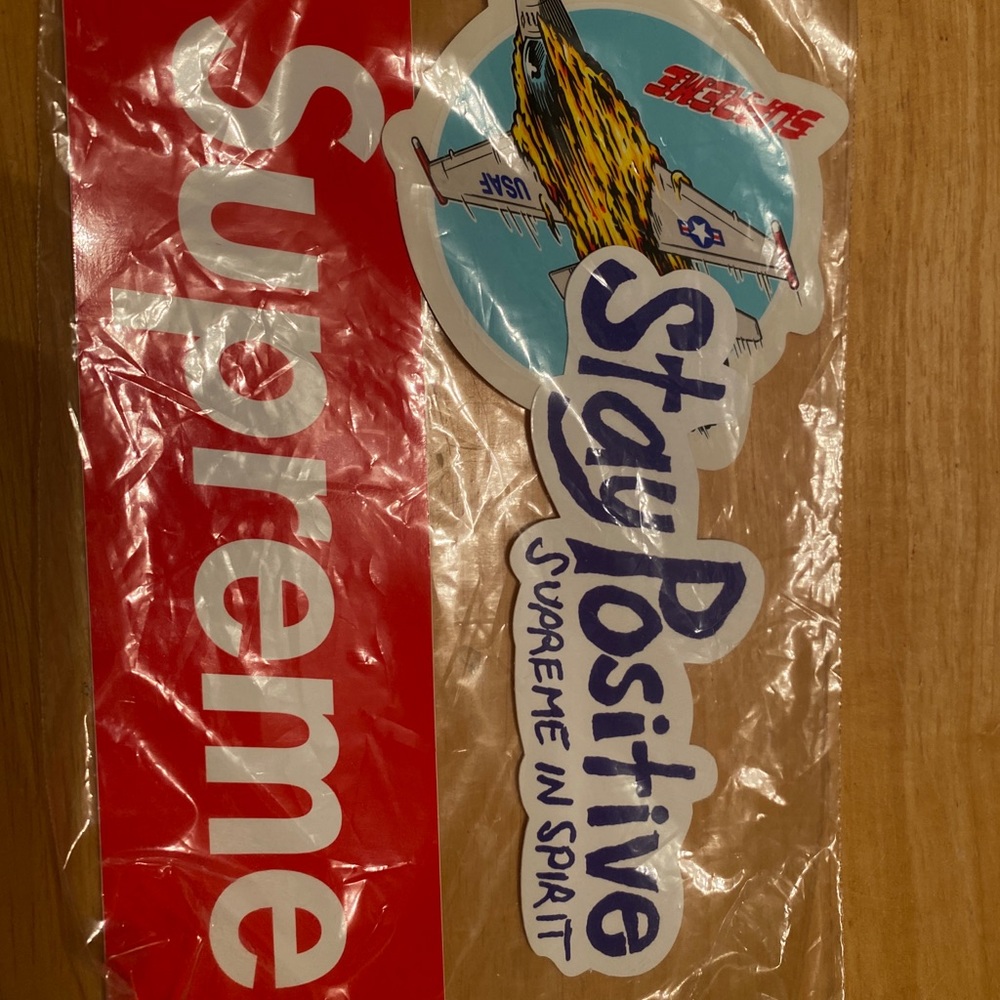 Supreme
SUPREME
USAF
Stay Positive
SUPREME IN SPIRIT